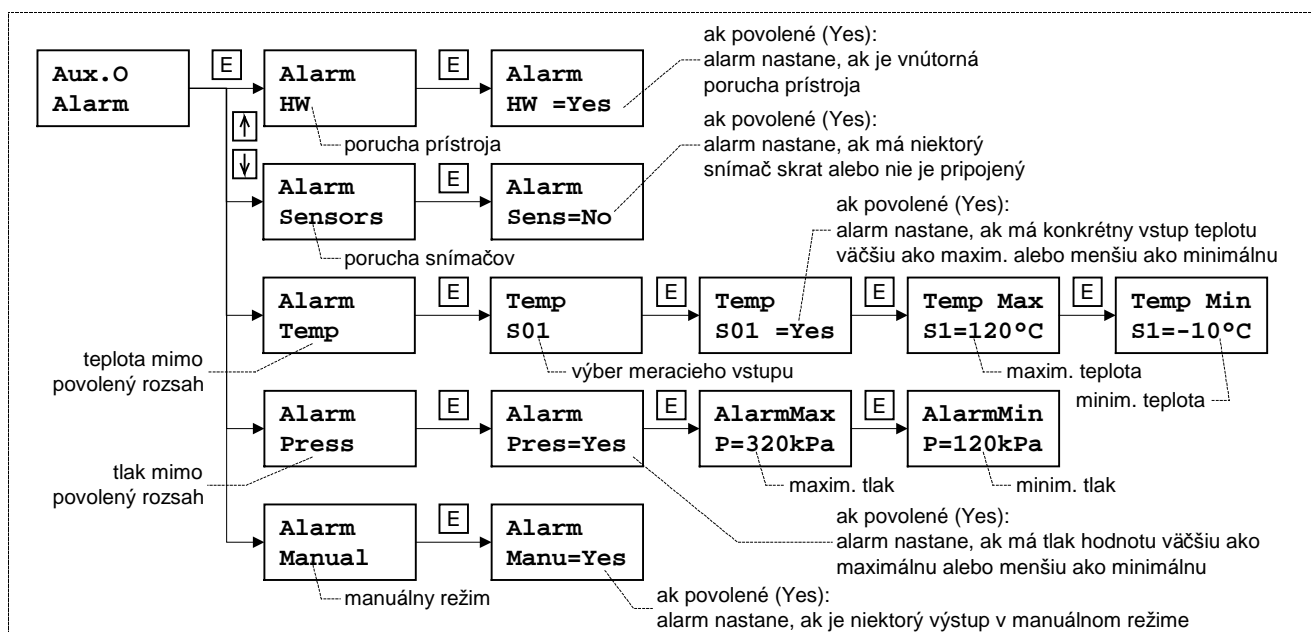 ak povolené (Yes):
alarm nastane, ak je vnútorná
porucha prístroja
Aux.O
Alarm
E
Alarm
HW
E
Alarm
HW =Yes
↑
↓
porucha prístroja
ak povolené (Yes):
alarm nastane, ak má niektorý
snímač skrat alebo nie je pripojený
Alarm
Sensors
E
Alarm
Sens=No
porucha snímačov
ak povolené (Yes):
alarm nastane, ak má konkrétny vstup teplotu
väčšiu ako maxim. alebo menšiu ako minimálnu
Alarm
Temp
E
Temp
S01
E
Temp
S01 =Yes
E
Temp Max
S1=120°C
E
Temp Min
S1=-10°C
teplota mimo
povolený rozsah
výber meracieho vstupu
maxim. teplota
minim. teplota
Alarm
Press
E
Alarm
Pres=Yes
E
AlarmMax
P=320kPa
E
AlarmMin
P=120kPa
tlak mimo
povolený rozsah
maxim. tlak
minim. tlak
Alarm
Manual
E
Alarm
Manu=Yes
ak povolené (Yes):
alarm nastane, ak má tlak hodnotu väčšiu ako
maximálnu alebo menšiu ako minimálnu
manuálny režim
ak povolené (Yes):
alarm nastane, ak je niektorý výstup v manuálnom režime